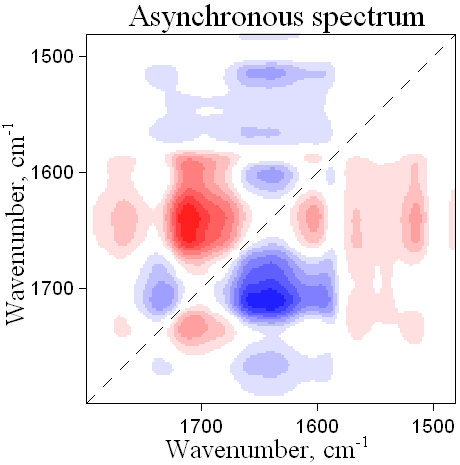 Asynchronous spectrum
1500
1600
1700
Wavenumber, cm-1
1700 1600 1500
Wavenumber, cm-1